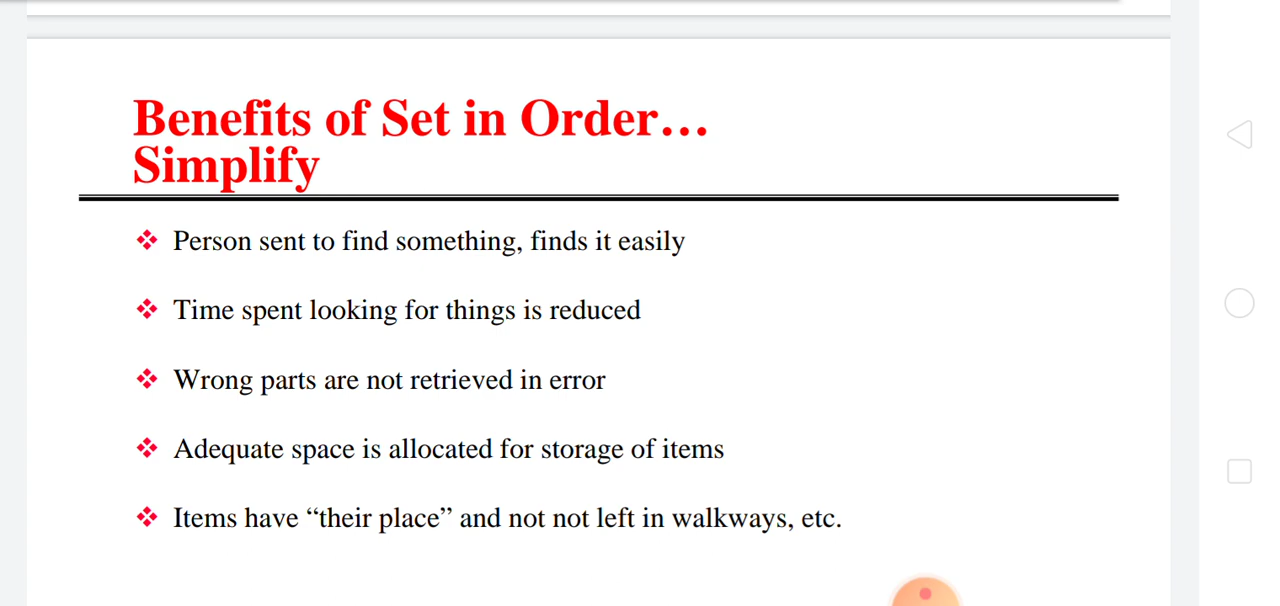 Benefits of Set in Order…
Simplify
Person sent to find something, finds it easily
Time spent looking for things is reduced
Wrong parts are not retrieved in error
Adequate space is allocated for storage of items
Items have “their place” and not not left in walkways, etc.